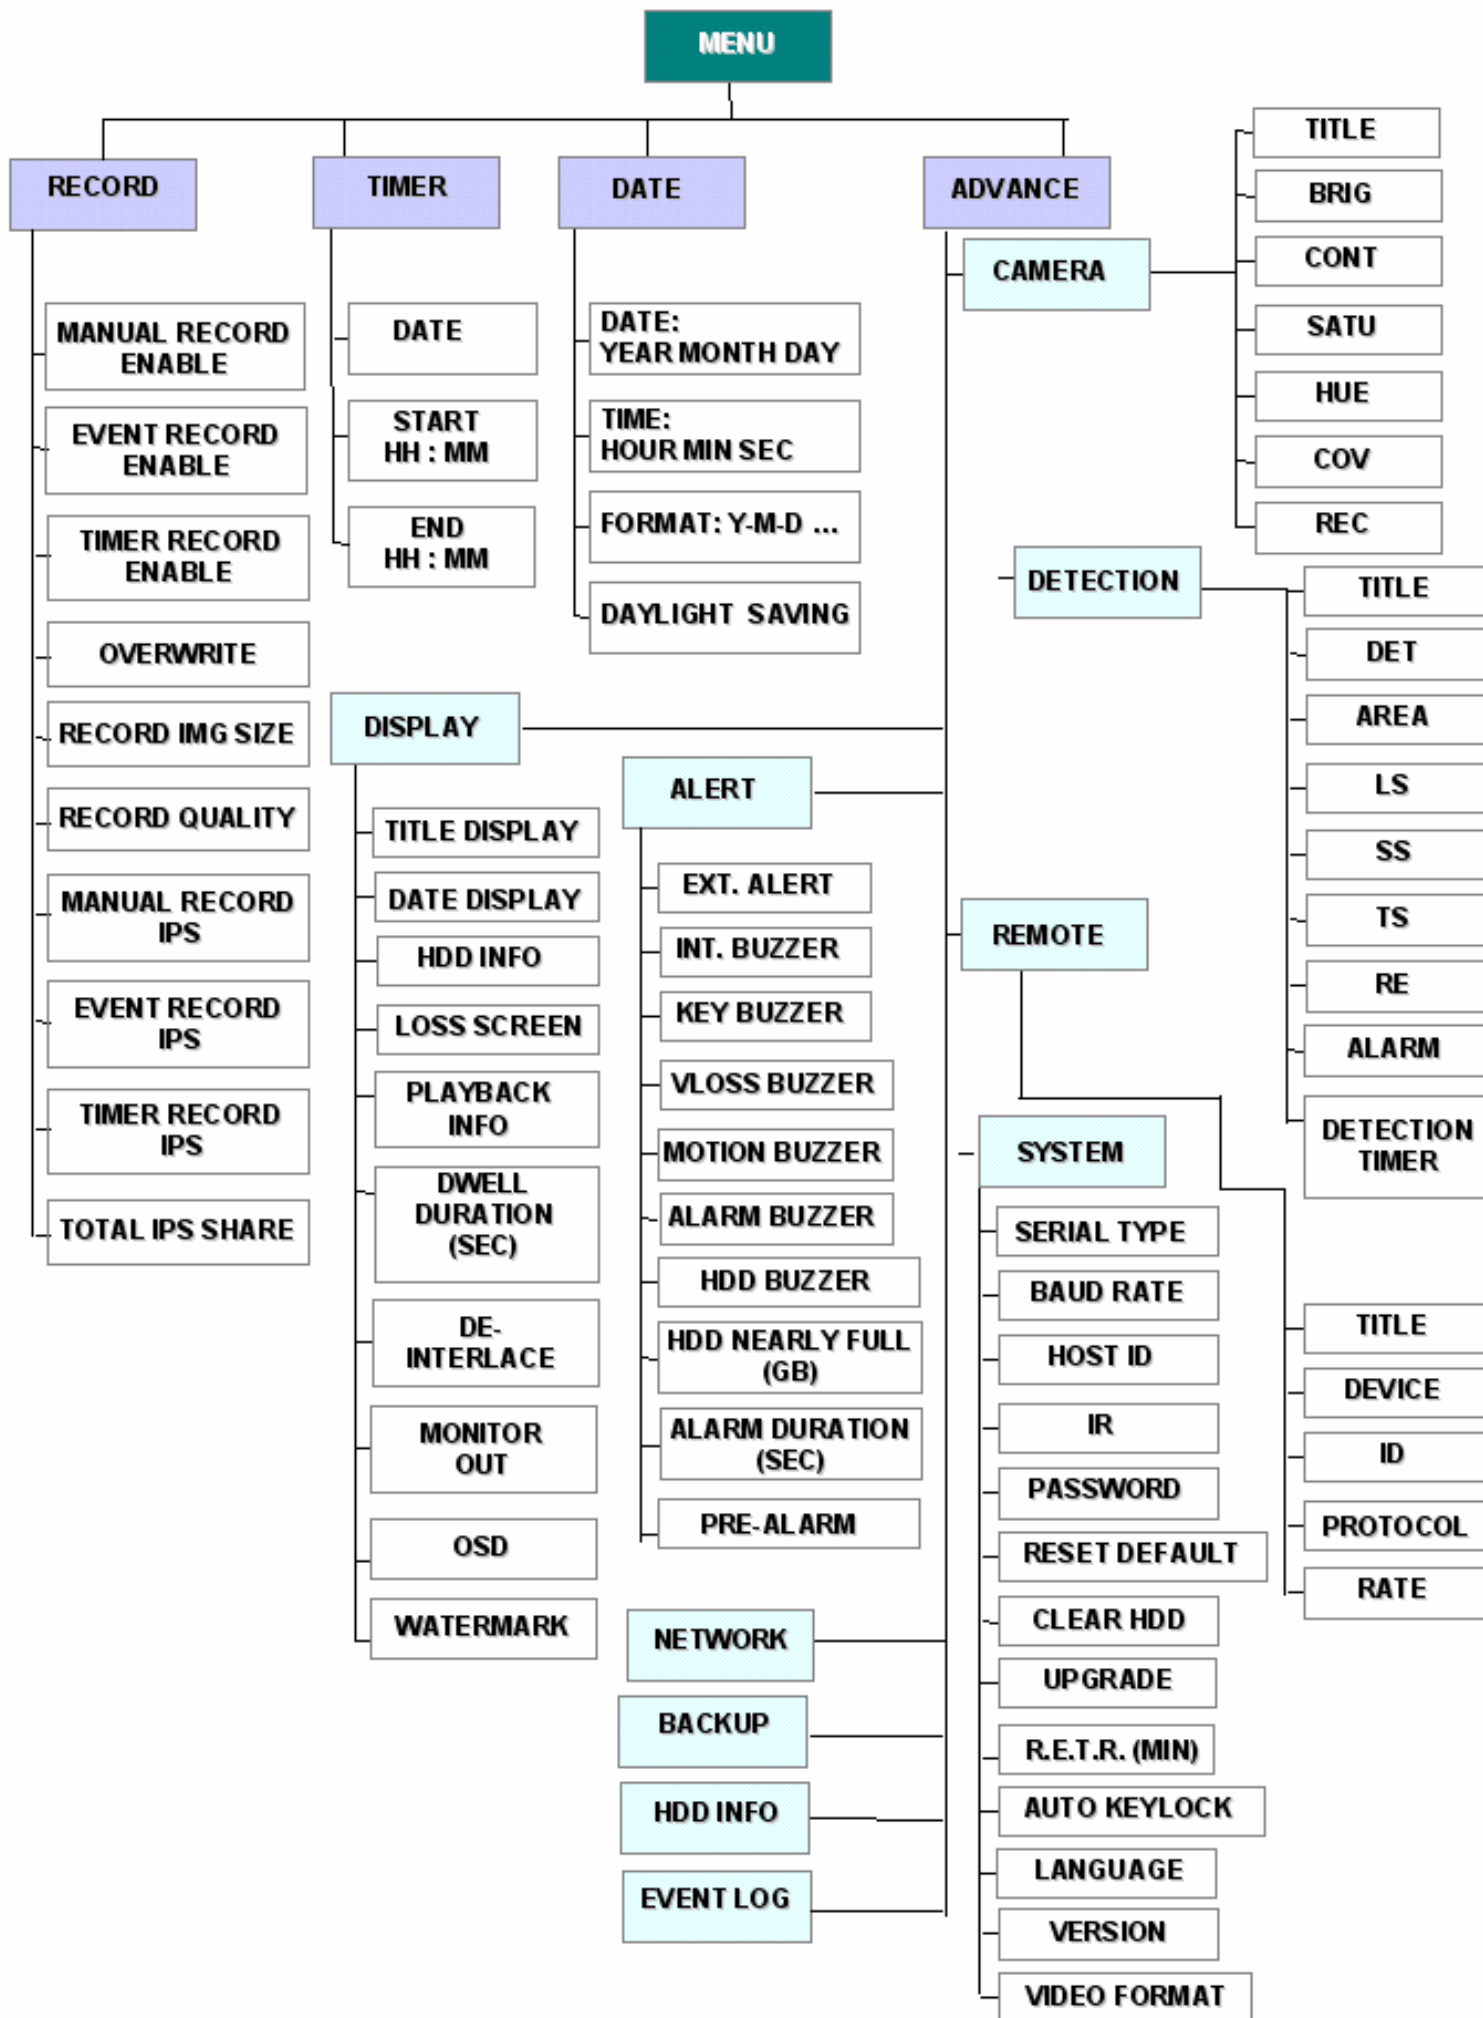 MENU
RECORD
MANUAL RECORD
ENABLE
EVENT RECORD
ENABLE
TIMER RECORD
ENABLE
OVERWRITE
RECORD IMG SIZE
RECORD QUALITY
MANUAL RECORD
IPS
EVENT RECORD
IPS
TIMER RECORD
IPS
TOTAL IPS SHARE
TIMER
DATE
START
HH : MM
END
HH : MM
DATE
DATE:
YEAR MONTH DAY
TIME:
HOUR MIN SEC
FORMAT: Y-M-D ...
DAYLIGHT SAVING
ADVANCE
CAMERA
TITLE
BRIG
CONT
SATU
HUE
COV
REC
DETECTION
TITLE
DET
AREA
LS
SS
TS
RE
ALARM
DETECTION
TIMER
DISPLAY
TITLE DISPLAY
DATE DISPLAY
HDD INFO
LOSS SCREEN
PLAYBACK
INFO
DWELL
DURATION
(SEC)
DE-
INTERLACE
MONITOR
OUT
OSD
WATERMARK
ALERT
EXT. ALERT
INT. BUZZER
KEY BUZZER
VLOSS BUZZER
MOTION BUZZER
ALARM BUZZER
HDD BUZZER
HDD NEARLY FULL
(GB)
ALARM DURATION
(SEC)
PRE-ALARM
REMOTE
TITLE
DEVICE
ID
PROTOCOL
RATE
SYSTEM
SERIAL TYPE
BAUD RATE
HOST ID
IR
PASSWORD
RESET DEFAULT
CLEAR HDD
UPGRADE
R.E.T.R. (MIN)
AUTO KEYLOCK
LANGUAGE
VERSION
VIDEO FORMAT
NETWORK
BACKUP
HDD INFO
EVENT LOG